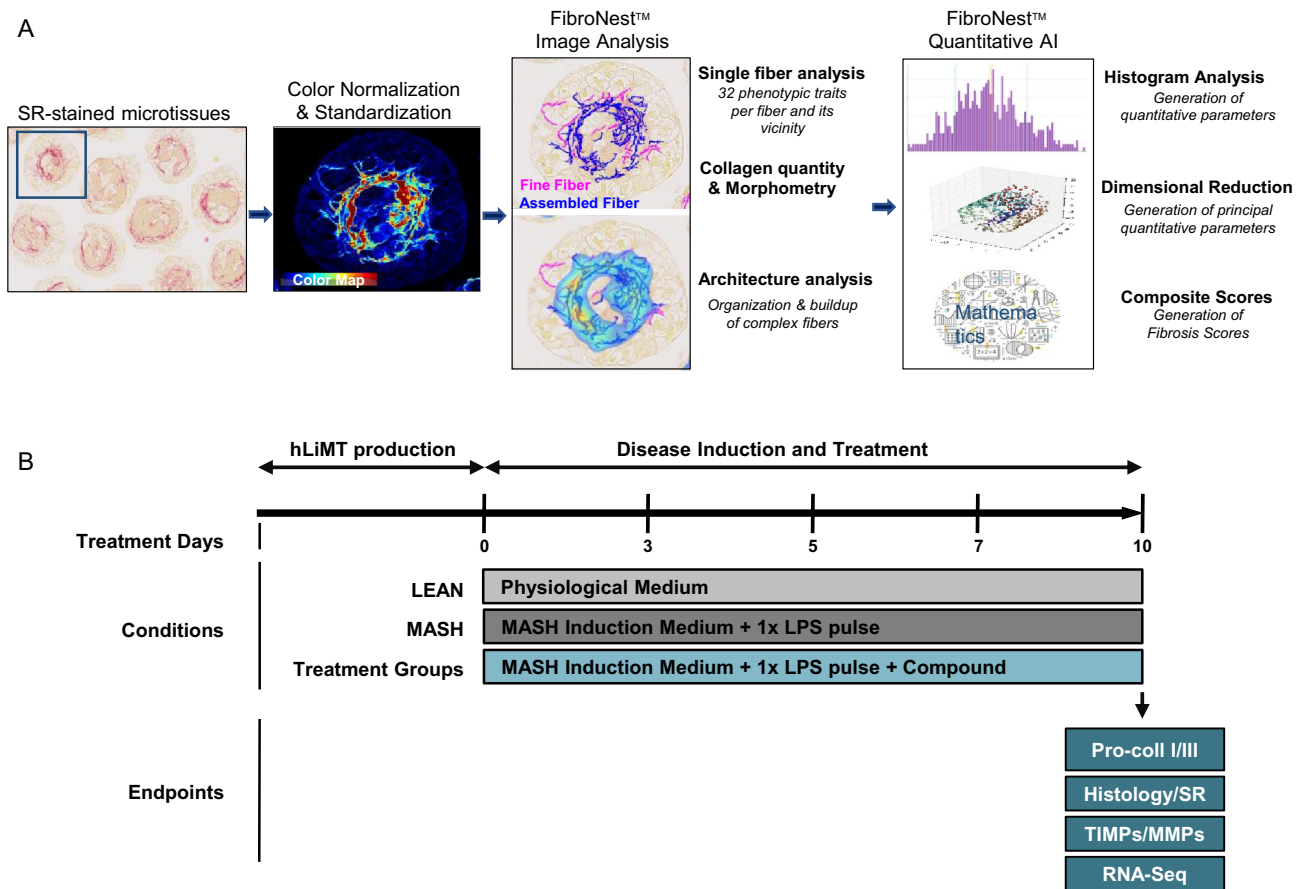 A
SR-stained microtissues
Color Normalization
& Standardization
Color Map
FibroNest™
Image Analysis
Fine Fiber
Assembled Fiber
Single fiber analysis
32 phenotypic traits
per fiber and its
vicinity
Collagen quantity
& Morphometry
Architecture analysis
Organization & buildup
of complex fibers
FibroNest™
Quantitative AI
Mathema
tics
2+2=4
Histogram Analysis
Generation of
quantitative parameters
Dimensional Reduction
Generation of principal
quantitative parameters
Composite Scores
Generation of
Fibrosis Scores
B
hLiMT production
Disease Induction and Treatment
Treatment Days
0 3 5 7 10
Conditions
LEAN
Physiological Medium
MASH
MASH Induction Medium + 1x LPS pulse
Treatment Groups
MASH Induction Medium + 1x LPS pulse + Compound
Endpoints
Pro-coll I/III
Histology/SR
TIMPs/MMPs
RNA-Seq